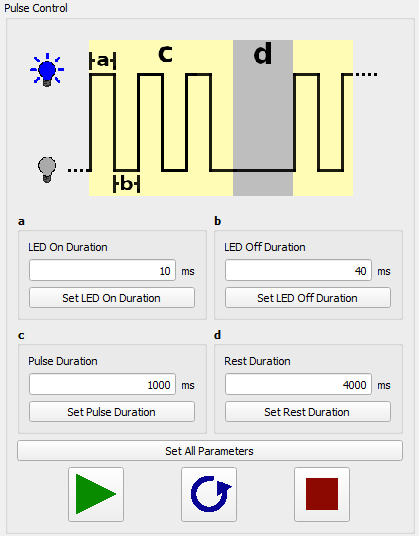 Pulse Control
a
c
d
b
a
b
LED On Duration
LED Off Duration
10 ms
40 ms
Set LED On Duration
Set LED Off Duration
c
d
Pulse Duration
Rest Duration
1000 ms
4000 ms
Set Pulse Duration
Set Rest Duration
Set All Parameters